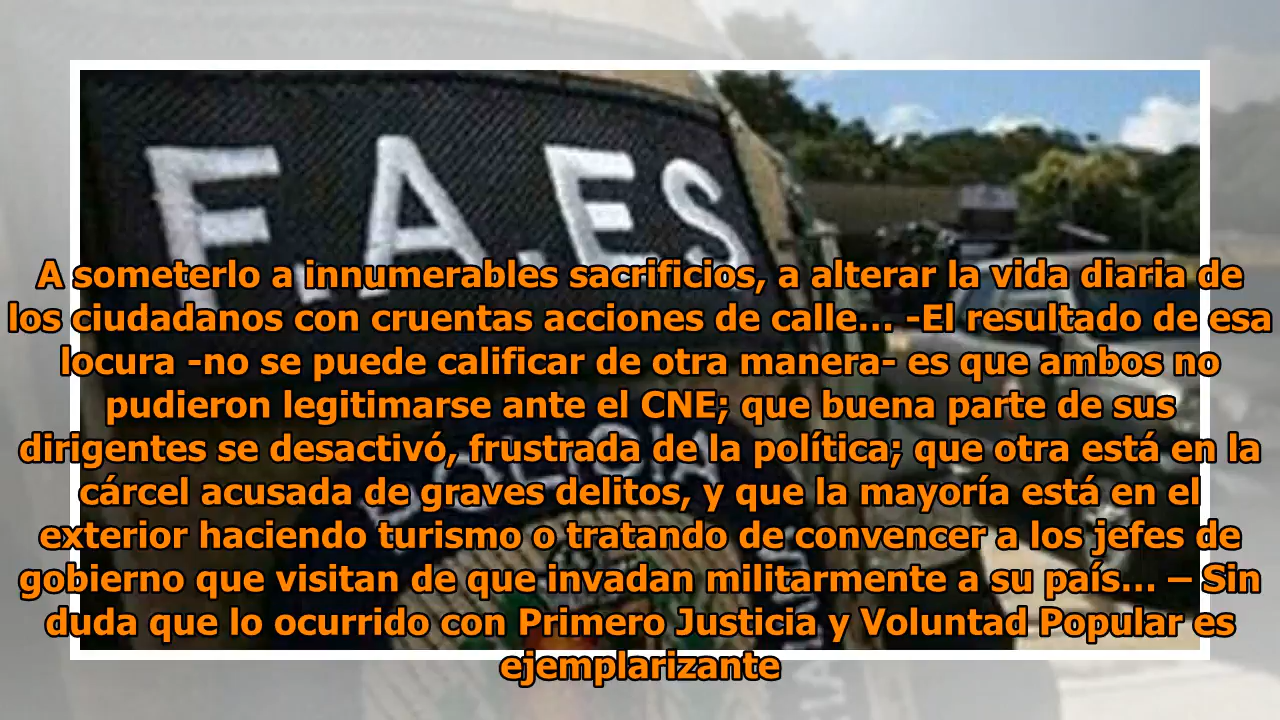 F.A.E.S
A someterlo a innumerables sacrificios, a alterar la vida diaria de
los ciudadanos con cruentas acciones de calle... -El resultado de esa
locura -no se puede calificar de otra manera- es que ambos no
pudieron legitimarse ante el CNE; que buena parte de sus
dirigentes se desactivó, frustrada de la política; que otra está en la
cárcel acusada de graves delitos, y que la mayoría está en el
exterior haciendo turismo o tratando de convencer a los jefes de
gobierno que visitan de que invadan militarmente a su país... – Sin
duda que lo ocurrido con Primero Justicia y Voluntad Popular es
ejemplarizante
POLICÍA